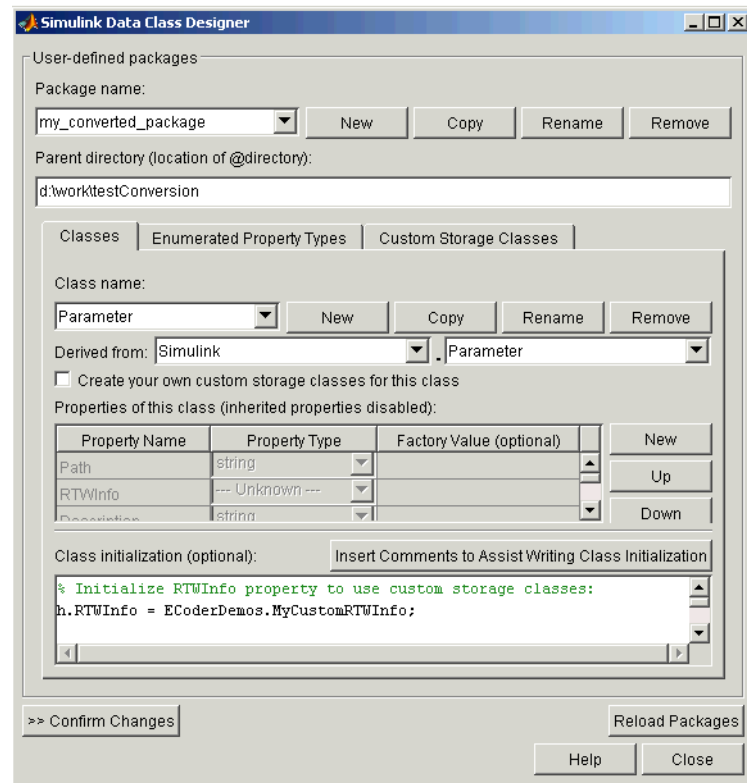 Simulink Data Class Designer
User-defined packages
Package name:
my_converted_package New Copy Rename Remove
Parent directory (location of @directory):
d:\work\testConversion
Classes Enumerated Property Types Custom Storage Classes
Class name:
Parameter New Copy Rename Remove
Derived from: Simulink . Parameter
Create your own custom storage classes for this class
Properties of this class (inherited properties disabled):
Property Name Property Type Factory Value (optional) New
Path string
Up
RTWInfo --- Unknown ---
Description string Down
Class initialization (optional): Insert Comments to Assist Writing Class Initialization
% Initialize RTWInfo property to use custom storage classes:
h.RTWInfo = ECoderDemos.MyCustomRTWInfo;
>> Confirm Changes Reload Packages
Help Close